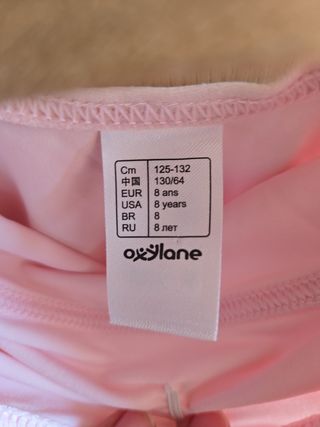 Cm 125-132
中国 130/64
EUR 8 ans
USA 8 years
BR 8
RU 8 лет
oxylane